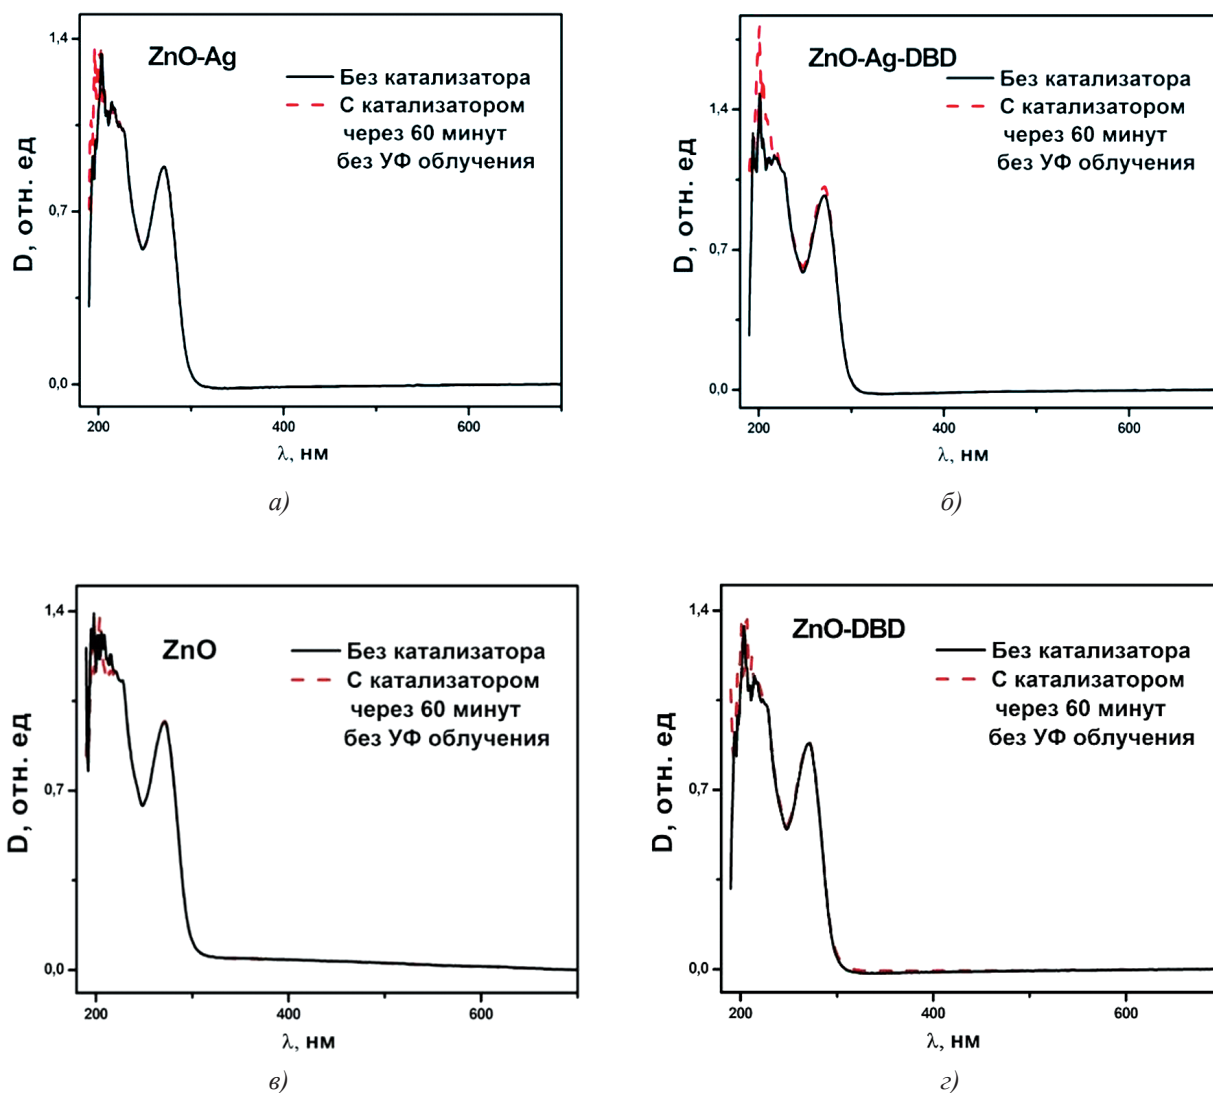 ZnO-Ag
Без катализатора
С катализатором
через 60 минут
без УФ облучения
1,4
0,7
0,0
D, отн. ед
200
400
600
λ, нм
а)
ZnO-Ag-DBD
Без катализатора
С катализатором
через 60 минут
без УФ облучения
1,4
0,7
0,0
D, отн. ед
200
400
600
λ, нм
б)
ZnO
Без катализатора
С катализатором
через 60 минут
без УФ облучения
1,4
0,7
0,0
D, отн. ед
200
400
600
λ, нм
в)
ZnO-DBD
Без катализатора
С катализатором
через 60 минут
без УФ облучения
1,4
0,7
0,0
D, отн. ед
200
400
600
λ, нм
г)